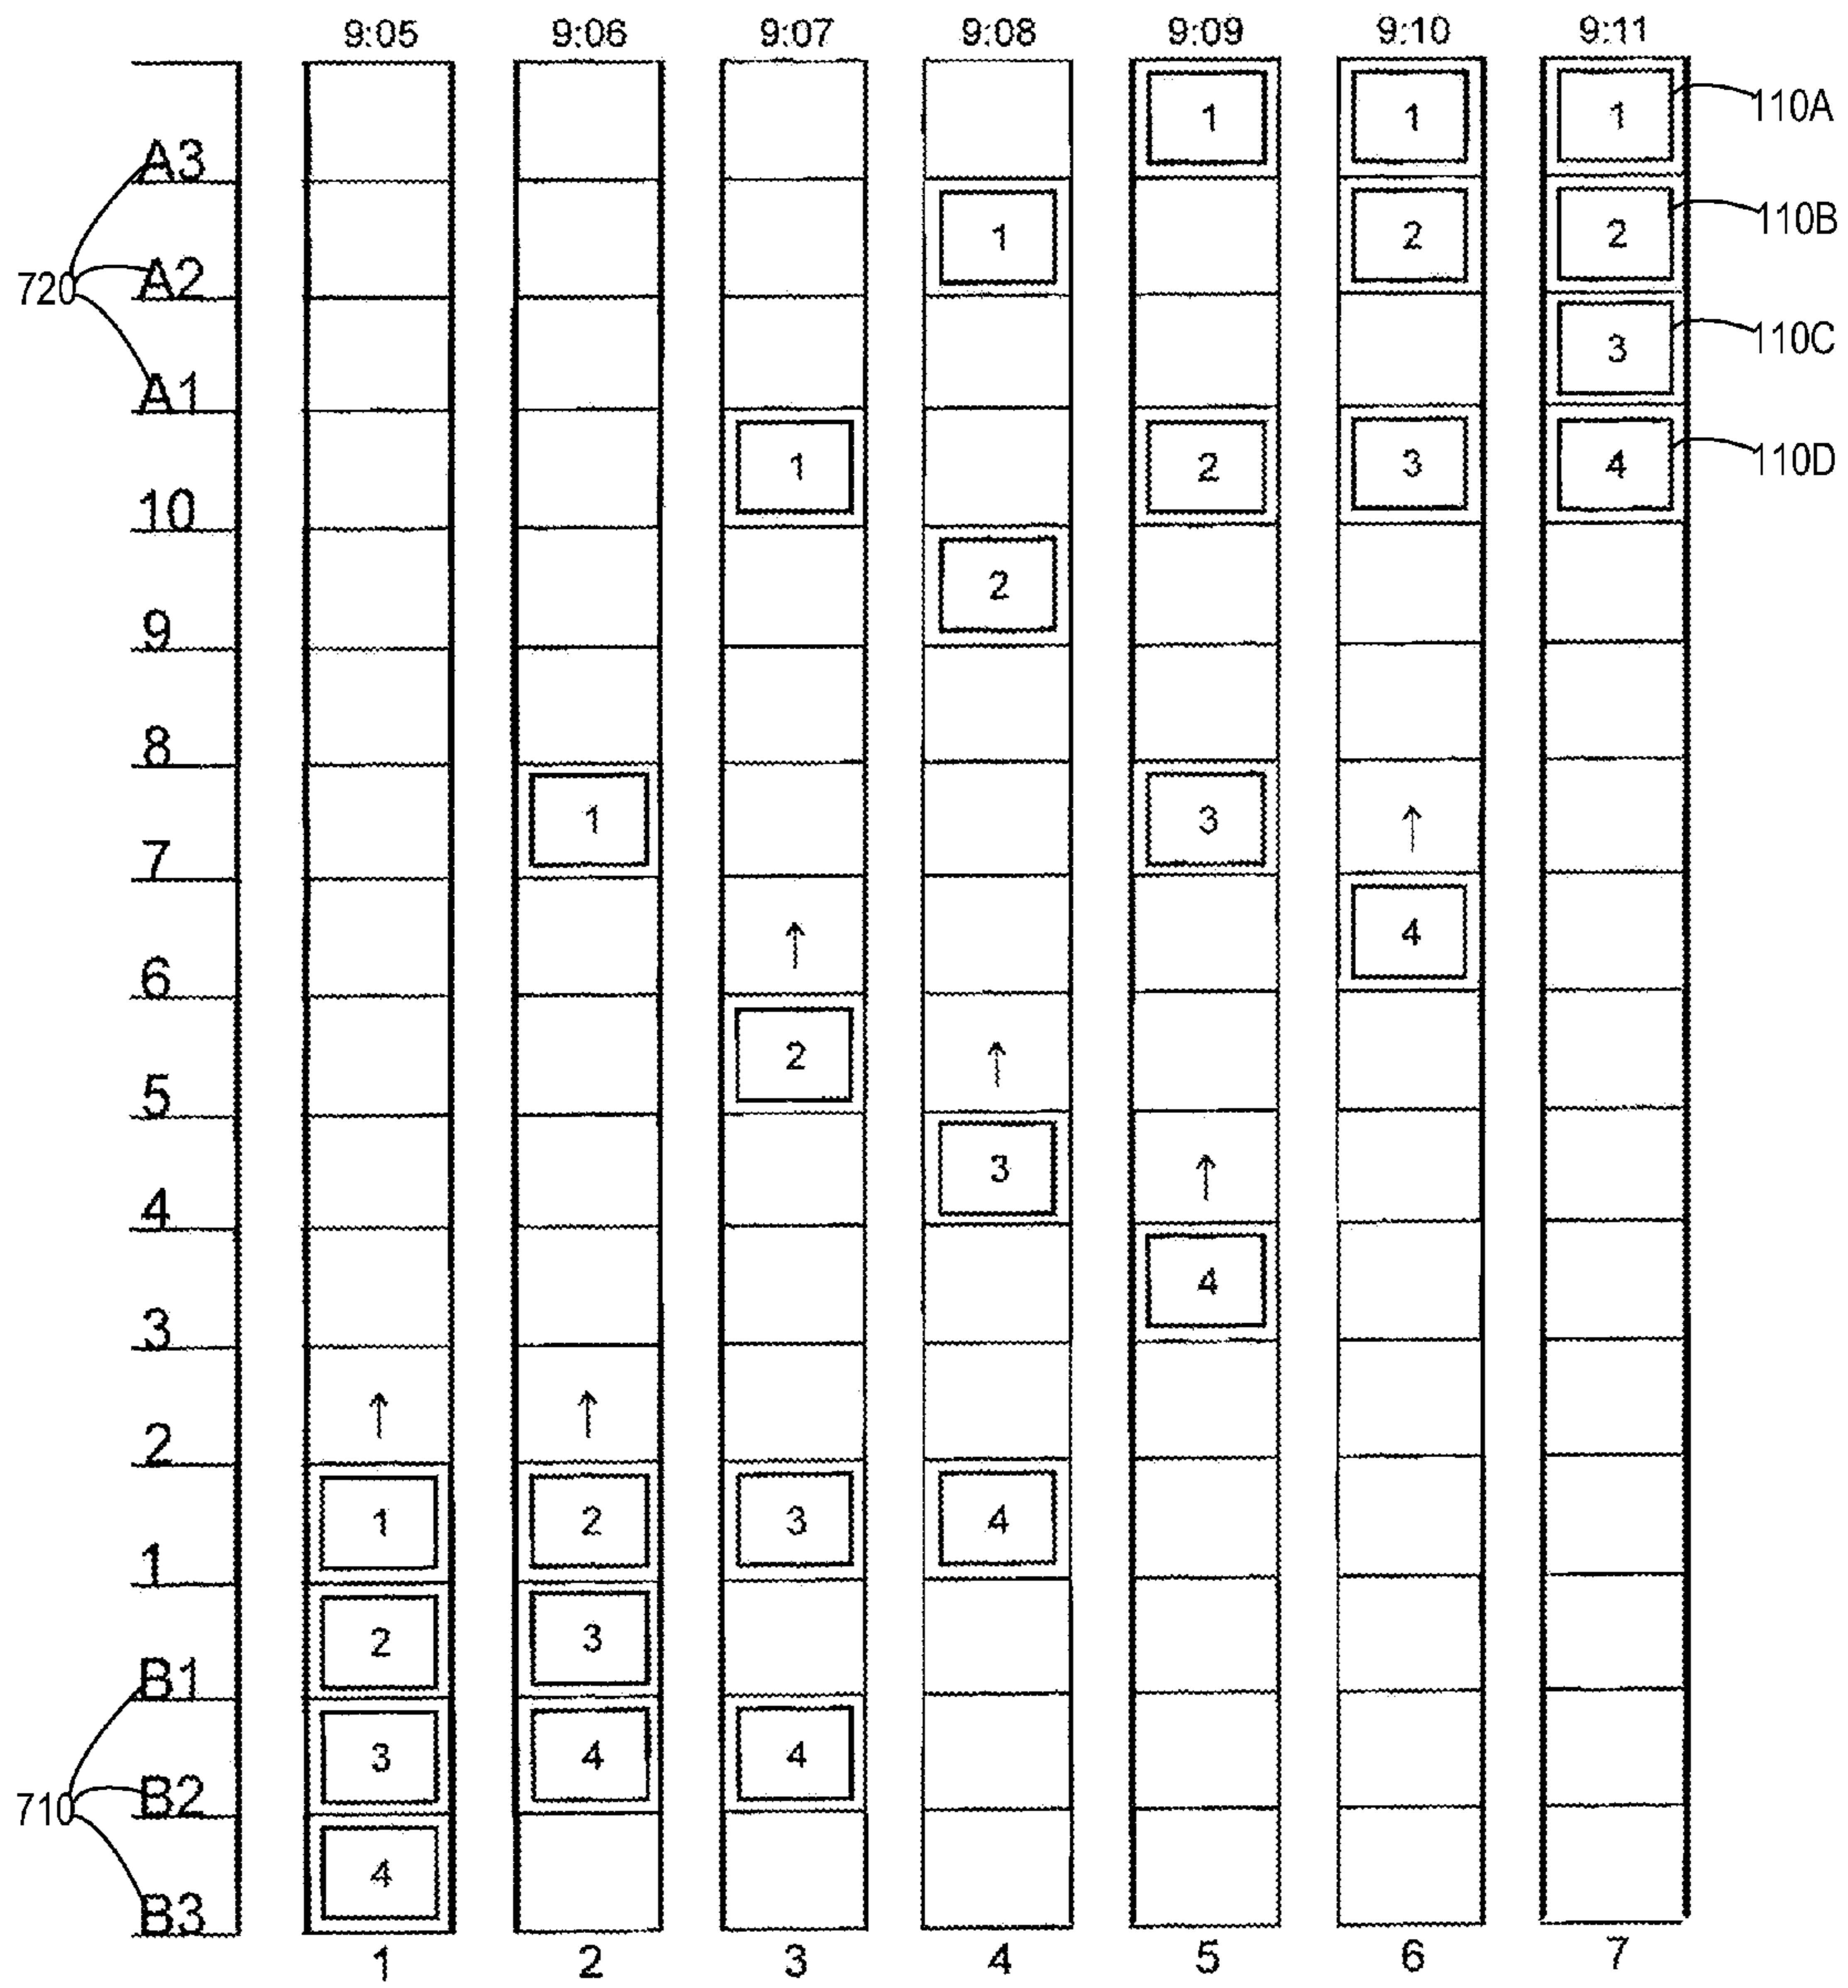 9:05 9:06 9:07 9:08 9:09 9:10 9:11
1 1 1 110A
A3
1 2 2 110B
720 A2
3 110C
A1
1 2 3 4 110D
10
2
9
8
1 3 ↑
7
↑ 4
6
2 ↑
5
3 ↑
4
4
3
↑ ↑
2
1 2 3 4
1
2 3
B1
3 4 4
710 B2
4
B3
1 2 3 4 5 6 7